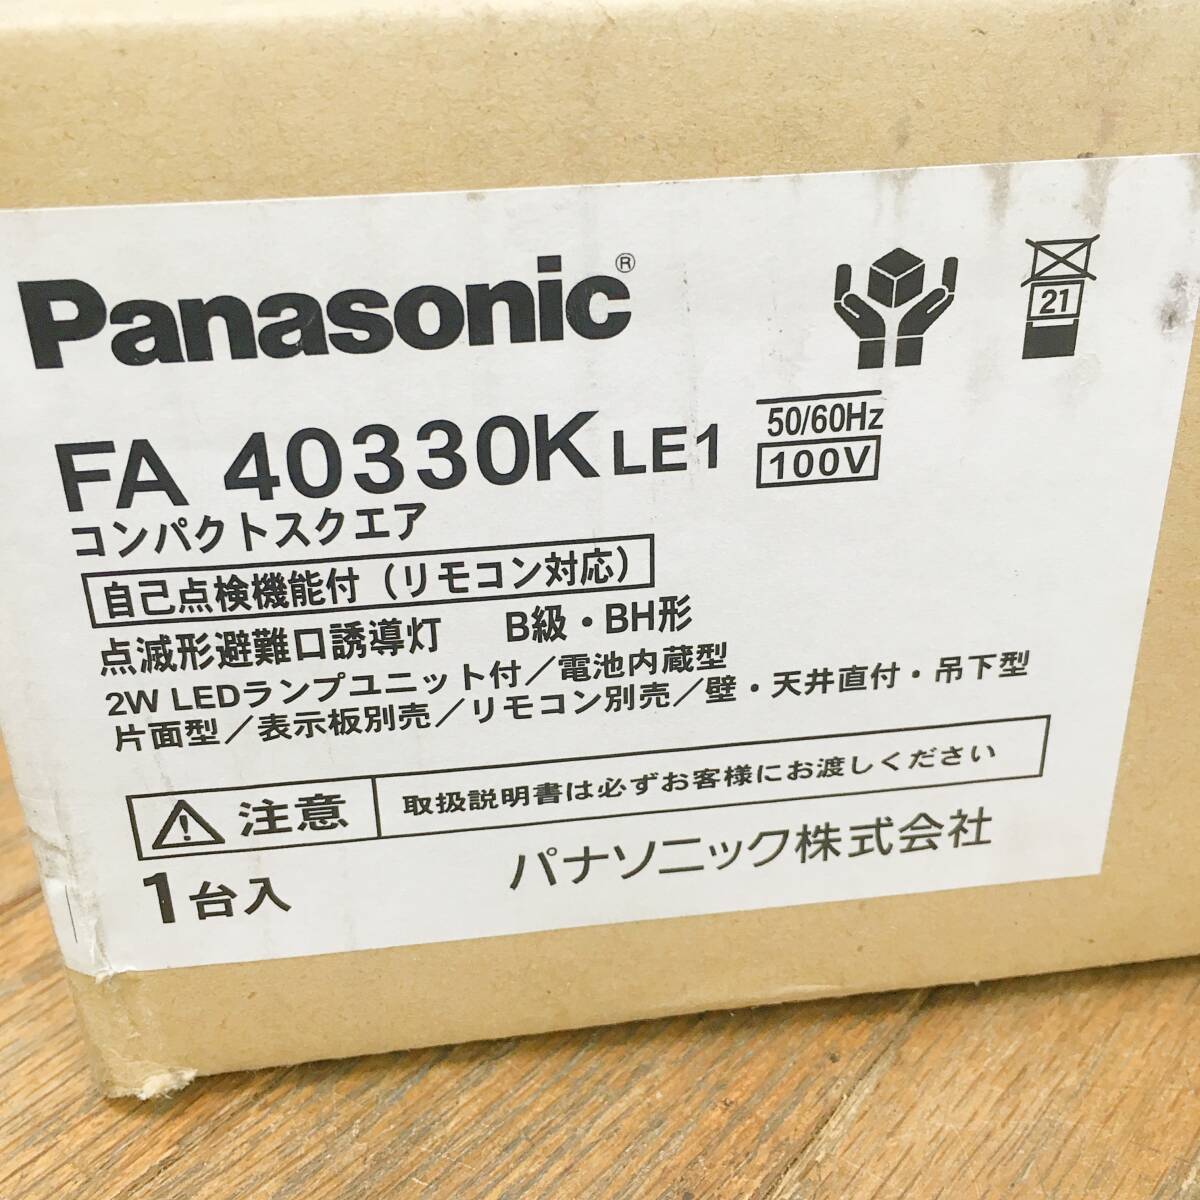 Panasonic®
21
FA 40330K LE1
50/60Hz
100V
コンパクトスクエア
自己点検機能付（リモコン対応）
点滅形避難口誘導灯 B級・BH形
2W LEDランプユニット付／電池内蔵型
片面型／表示板別売／リモコン別売／壁・天井直付・吊下型
注意 取扱説明書は必ずお客様にお渡しください
1台入 パナソニック株式会社